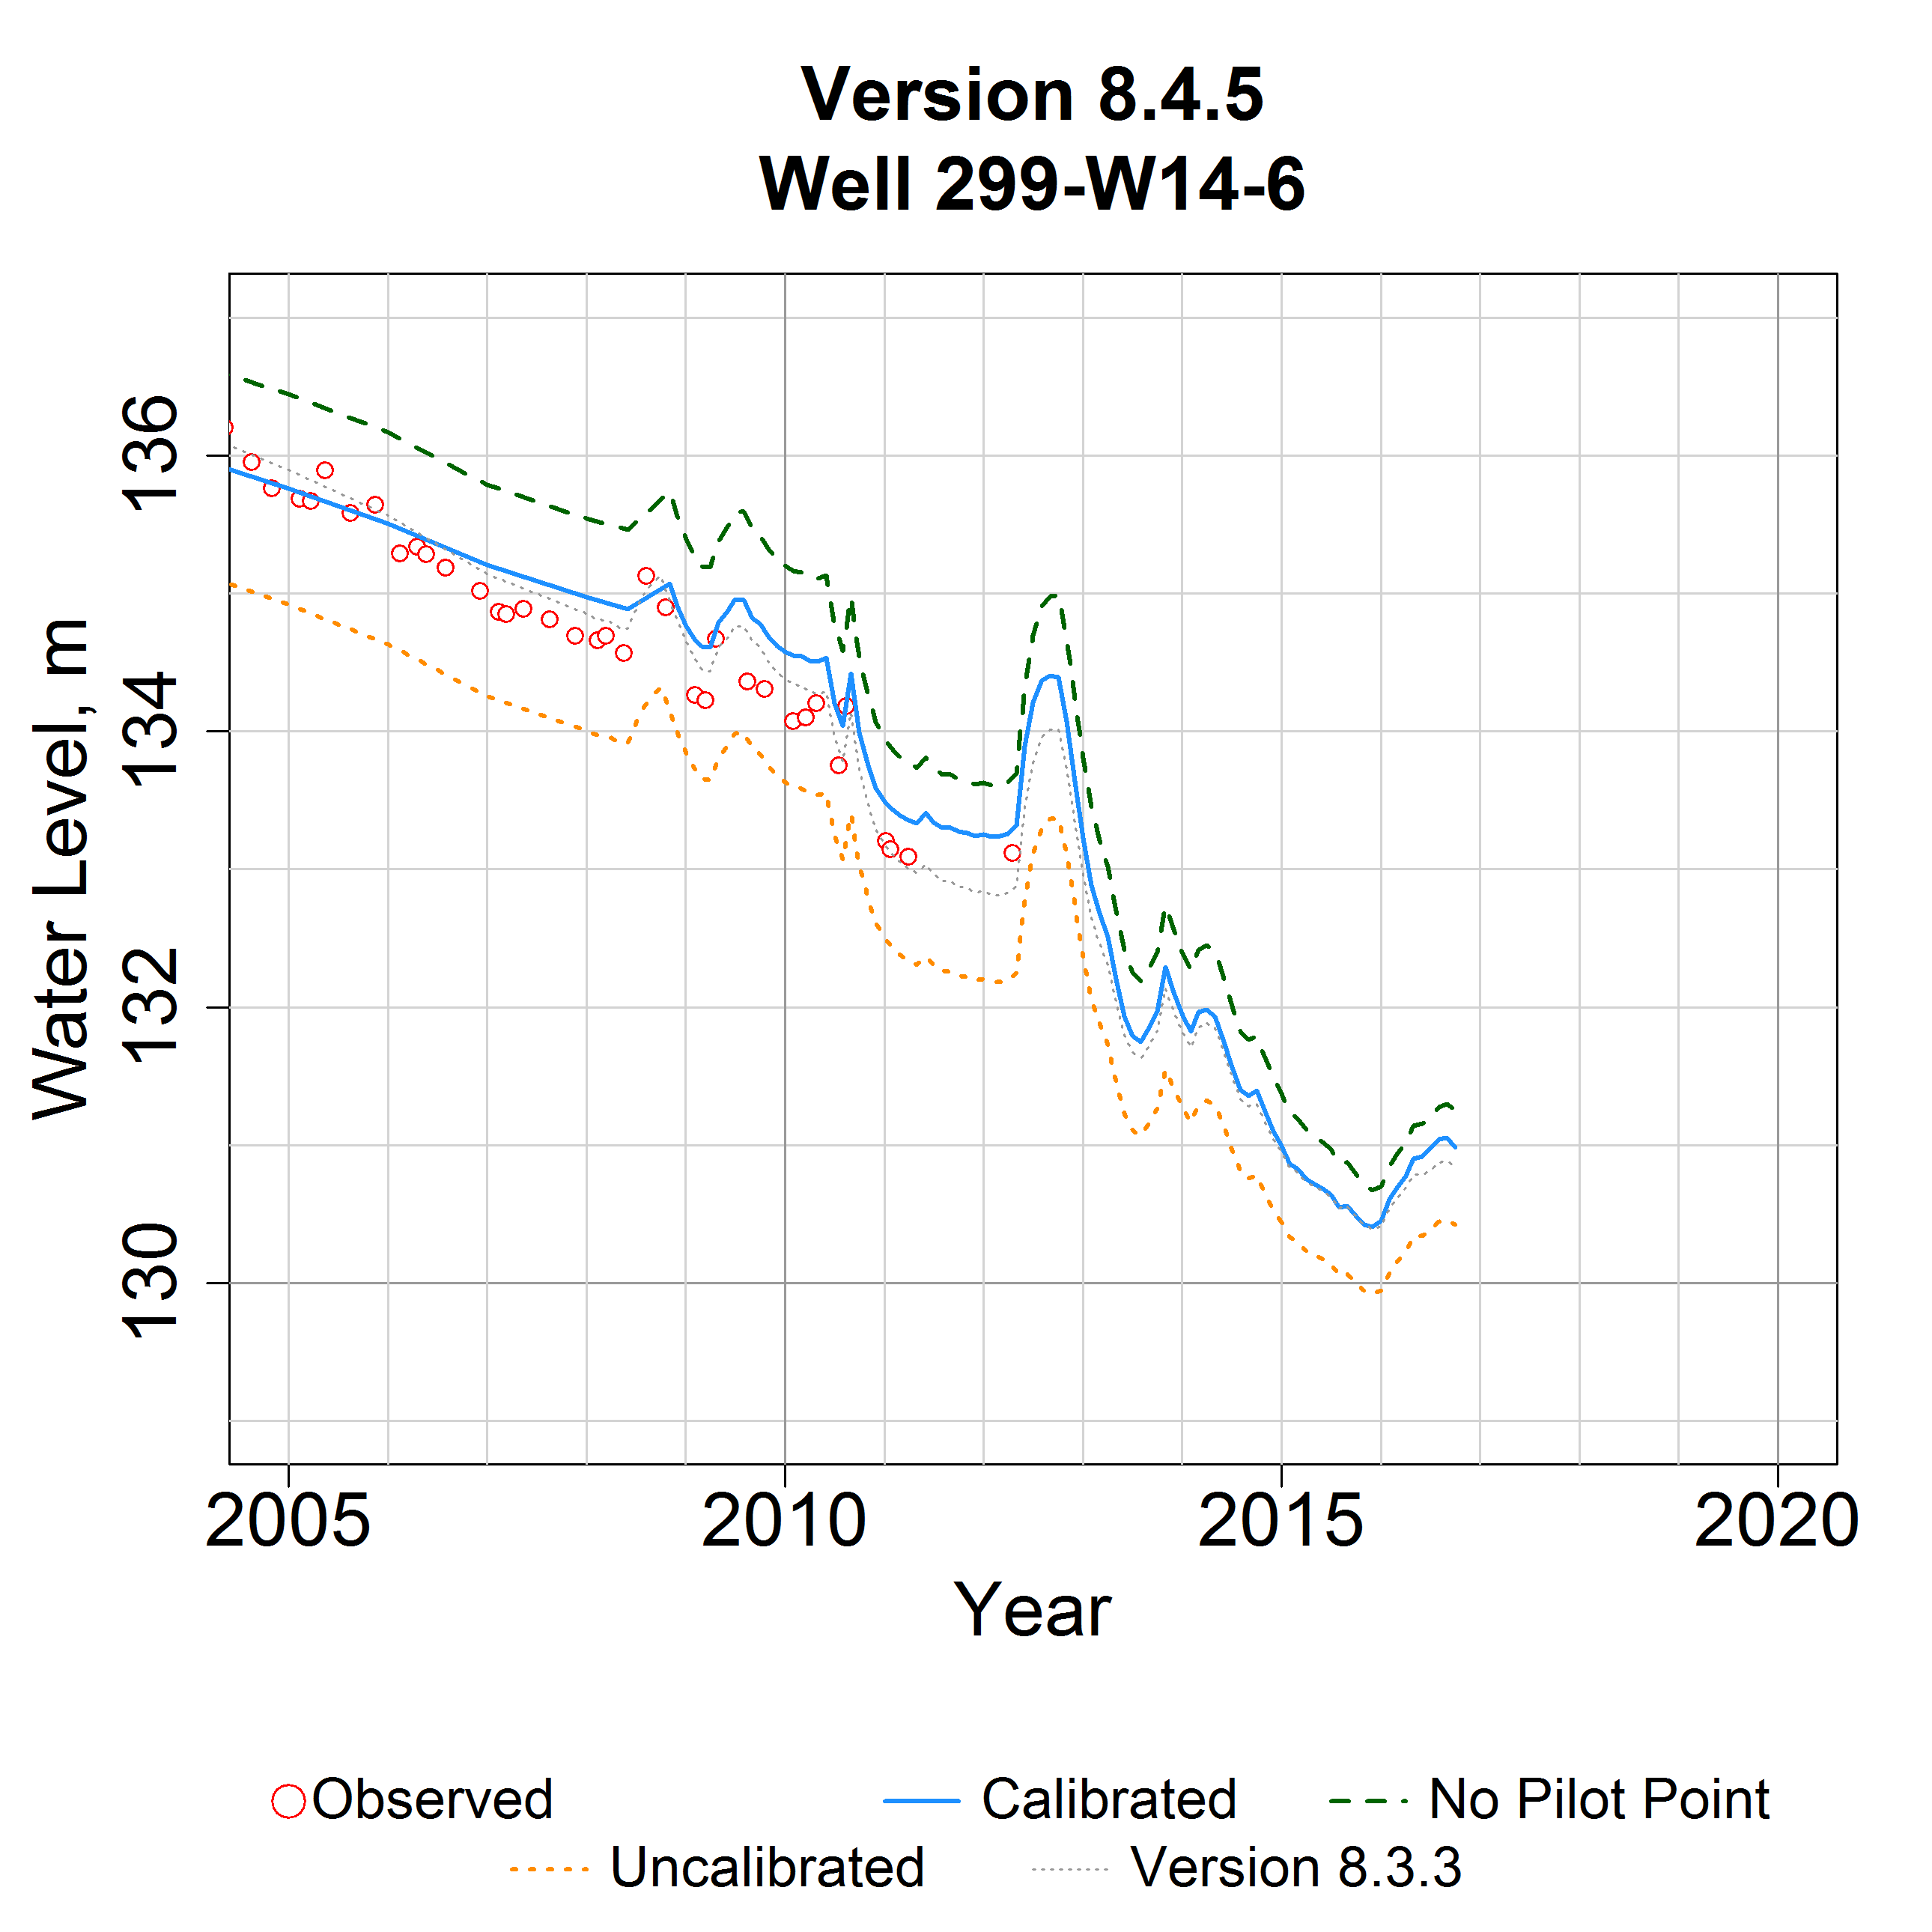 Version 8.4.5
Well 299-W14-6
Water Level, m
136
134
132
130
2005 2010 2015 2020
Year
Observed Calibrated No Pilot Point
Uncalibrated Version 8.3.3